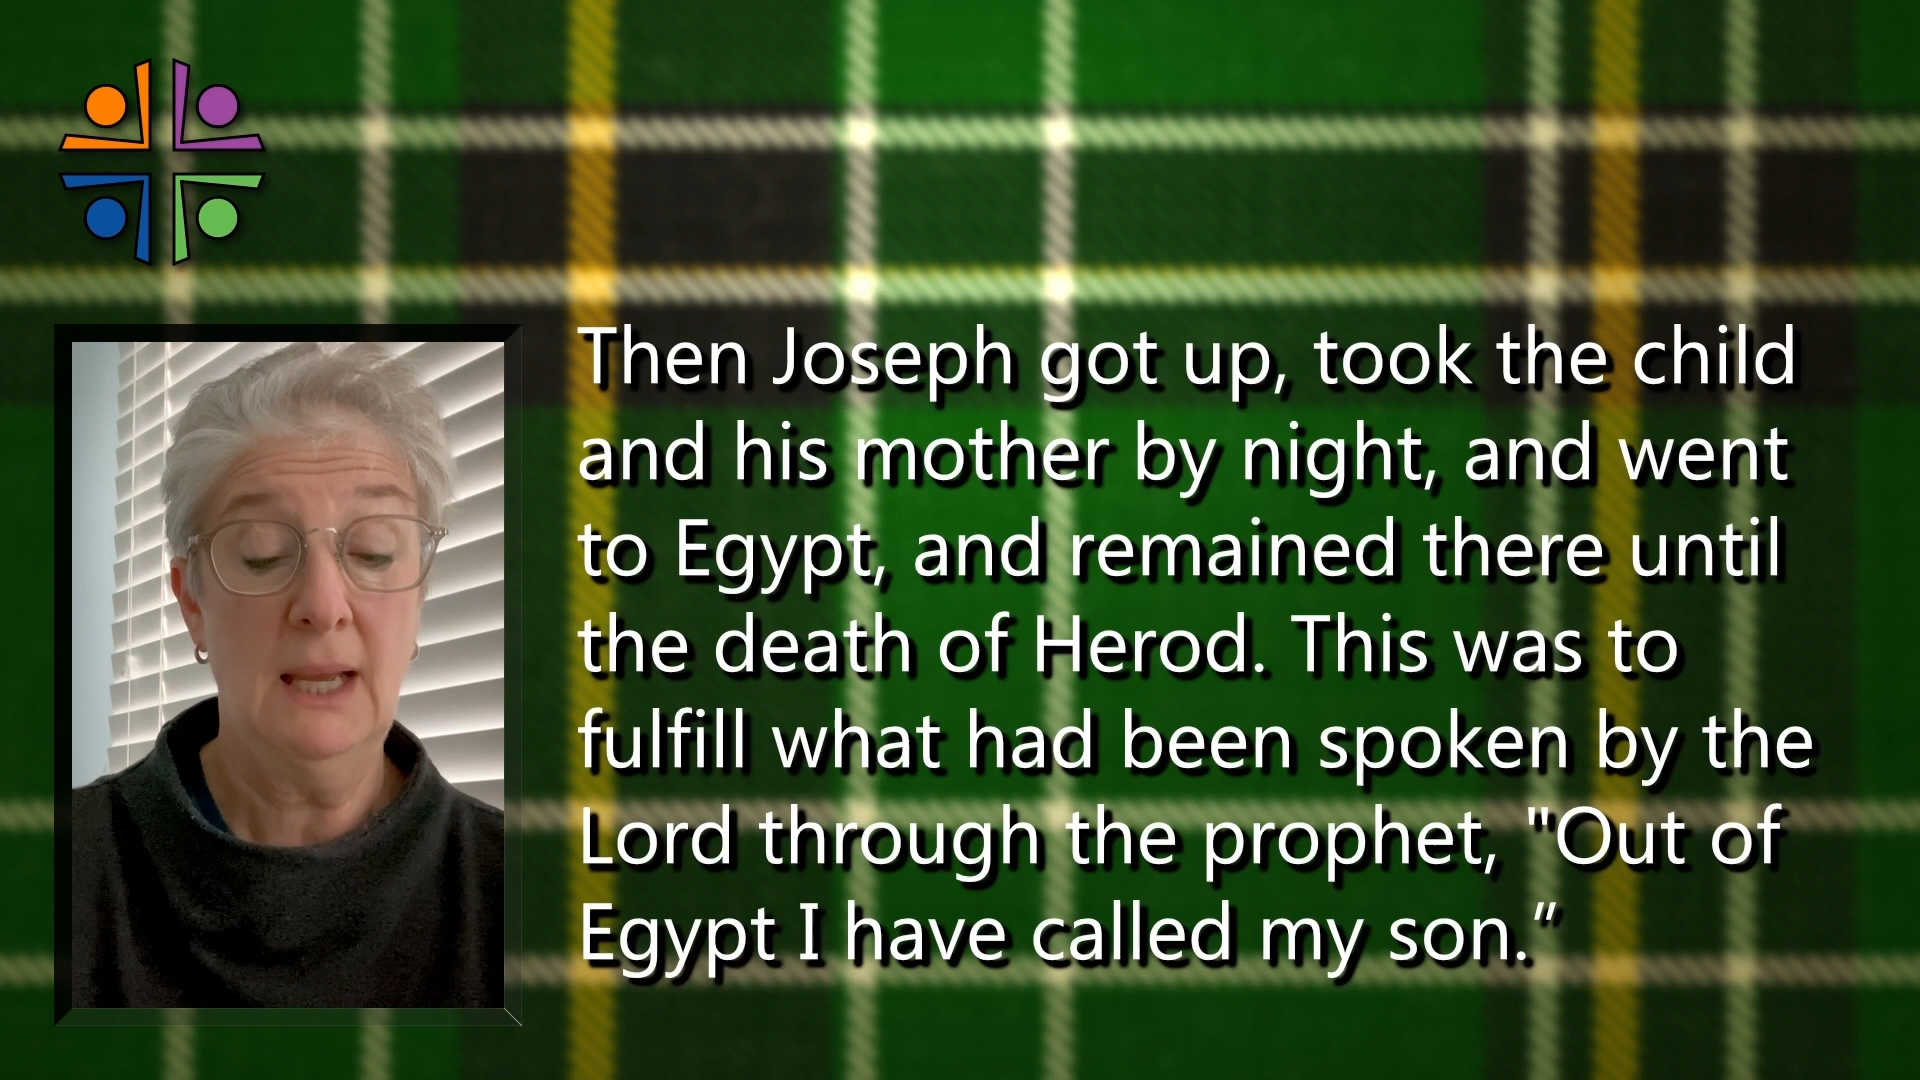 Then Joseph got up, took the child
and his mother by night, and went
to Egypt, and remained there until
the death of Herod. This was to
fulfill what had been spoken by the
Lord through the prophet, "Out of
Egypt I have called my son.”